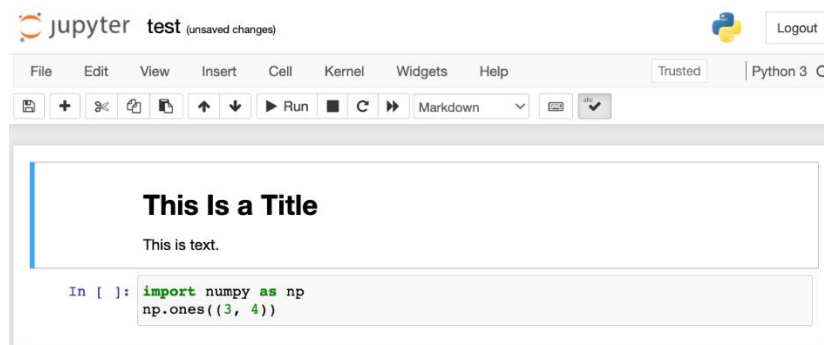 jupyter test (unsaved changes) Logout
File Edit View Insert Cell Kernel Widgets Help Trusted Python 3
Run Markdown abc
This Is a Title
This is text.
In [ ]: import numpy as np
np.ones((3, 4))